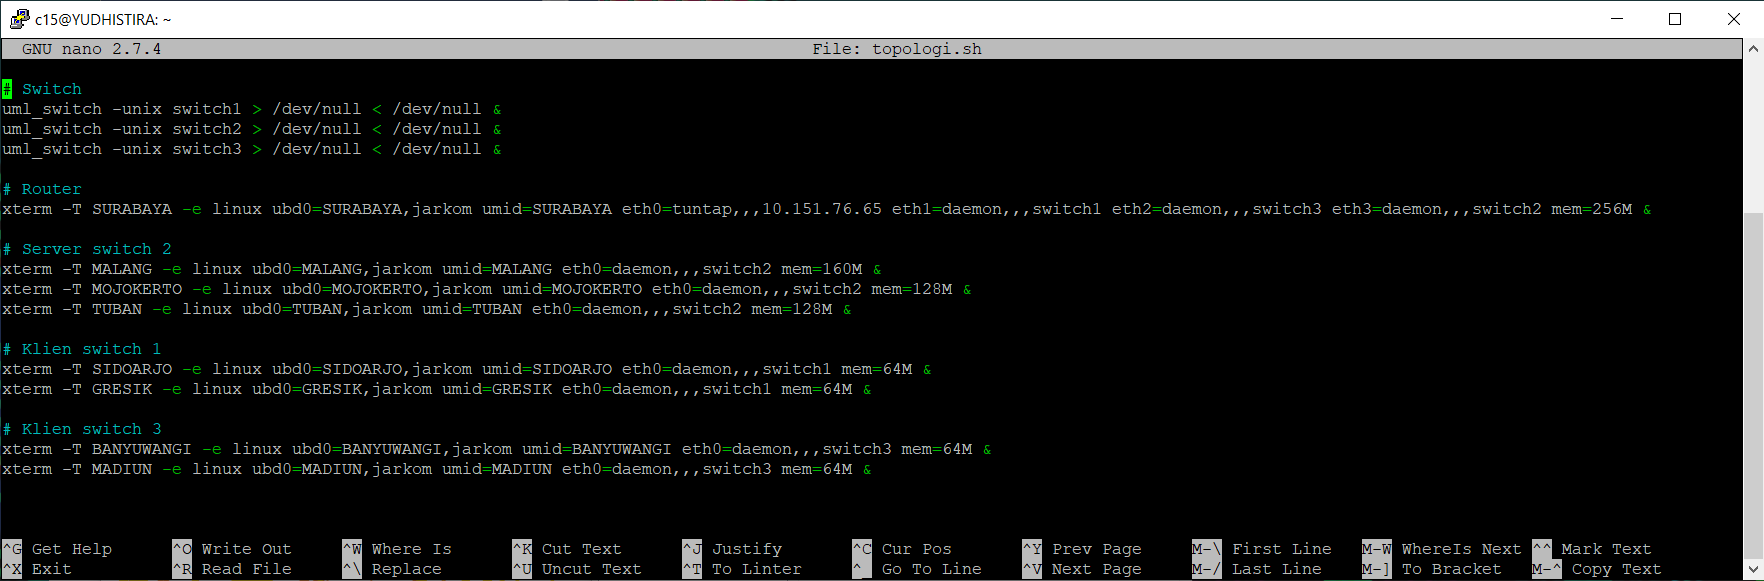 c15@YUDHISTIRA: ~
GNU nano 2.7.4 File: topologi.sh
# Switch
uml_switch -unix switch1 > /dev/null < /dev/null &
uml_switch -unix switch2 > /dev/null < /dev/null &
uml_switch -unix switch3 > /dev/null < /dev/null &
# Router
xterm -T SURABAYA -e linux ubd0=SURABAYA,jarkom umid=SURABAYA eth0=tuntap,,,10.151.76.65 eth1=daemon,,,switch1 eth2=daemon,,,switch3 eth3=daemon,,,switch2 mem=256M &
# Server switch 2
xterm -T MALANG -e linux ubd0=MALANG,jarkom umid=MALANG eth0=daemon,,,switch2 mem=160M &
xterm -T MOJOKERTO -e linux ubd0=MOJOKERTO,jarkom umid=MOJOKERTO eth0=daemon,,,switch2 mem=128M &
xterm -T TUBAN -e linux ubd0=TUBAN,jarkom umid=TUBAN eth0=daemon,,,switch2 mem=128M &
# Klien switch 1
xterm -T SIDOARJO -e linux ubd0=SIDOARJO,jarkom umid=SIDOARJO eth0=daemon,,,switch1 mem=64M &
xterm -T GRESIK -e linux ubd0=GRESIK,jarkom umid=GRESIK eth0=daemon,,,switch1 mem=64M &
# Klien switch 3
xterm -T BANYUWANGI -e linux ubd0=BANYUWANGI,jarkom umid=BANYUWANGI eth0=daemon,,,switch3 mem=64M &
xterm -T MADIUN -e linux ubd0=MADIUN,jarkom umid=MADIUN eth0=daemon,,,switch3 mem=64M &
^G Get Help ^O Write Out ^W Where Is ^K Cut Text ^J Justify ^C Cur Pos ^Y Prev Page M-\ First Line M-W WhereIs Next ^^ Mark Text
^X Exit ^R Read File ^\ Replace ^U Uncut Text ^T To Linter ^_ Go To Line ^V Next Page M-/ Last Line M-] To Bracket M-^ Copy Text